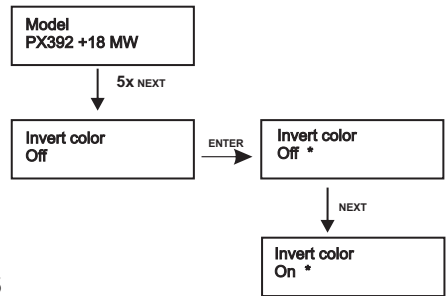 Model
PX392 +18 MW
5x NEXT
Invert color
Off
ENTER
Invert color
Off *
NEXT
Invert color
On *